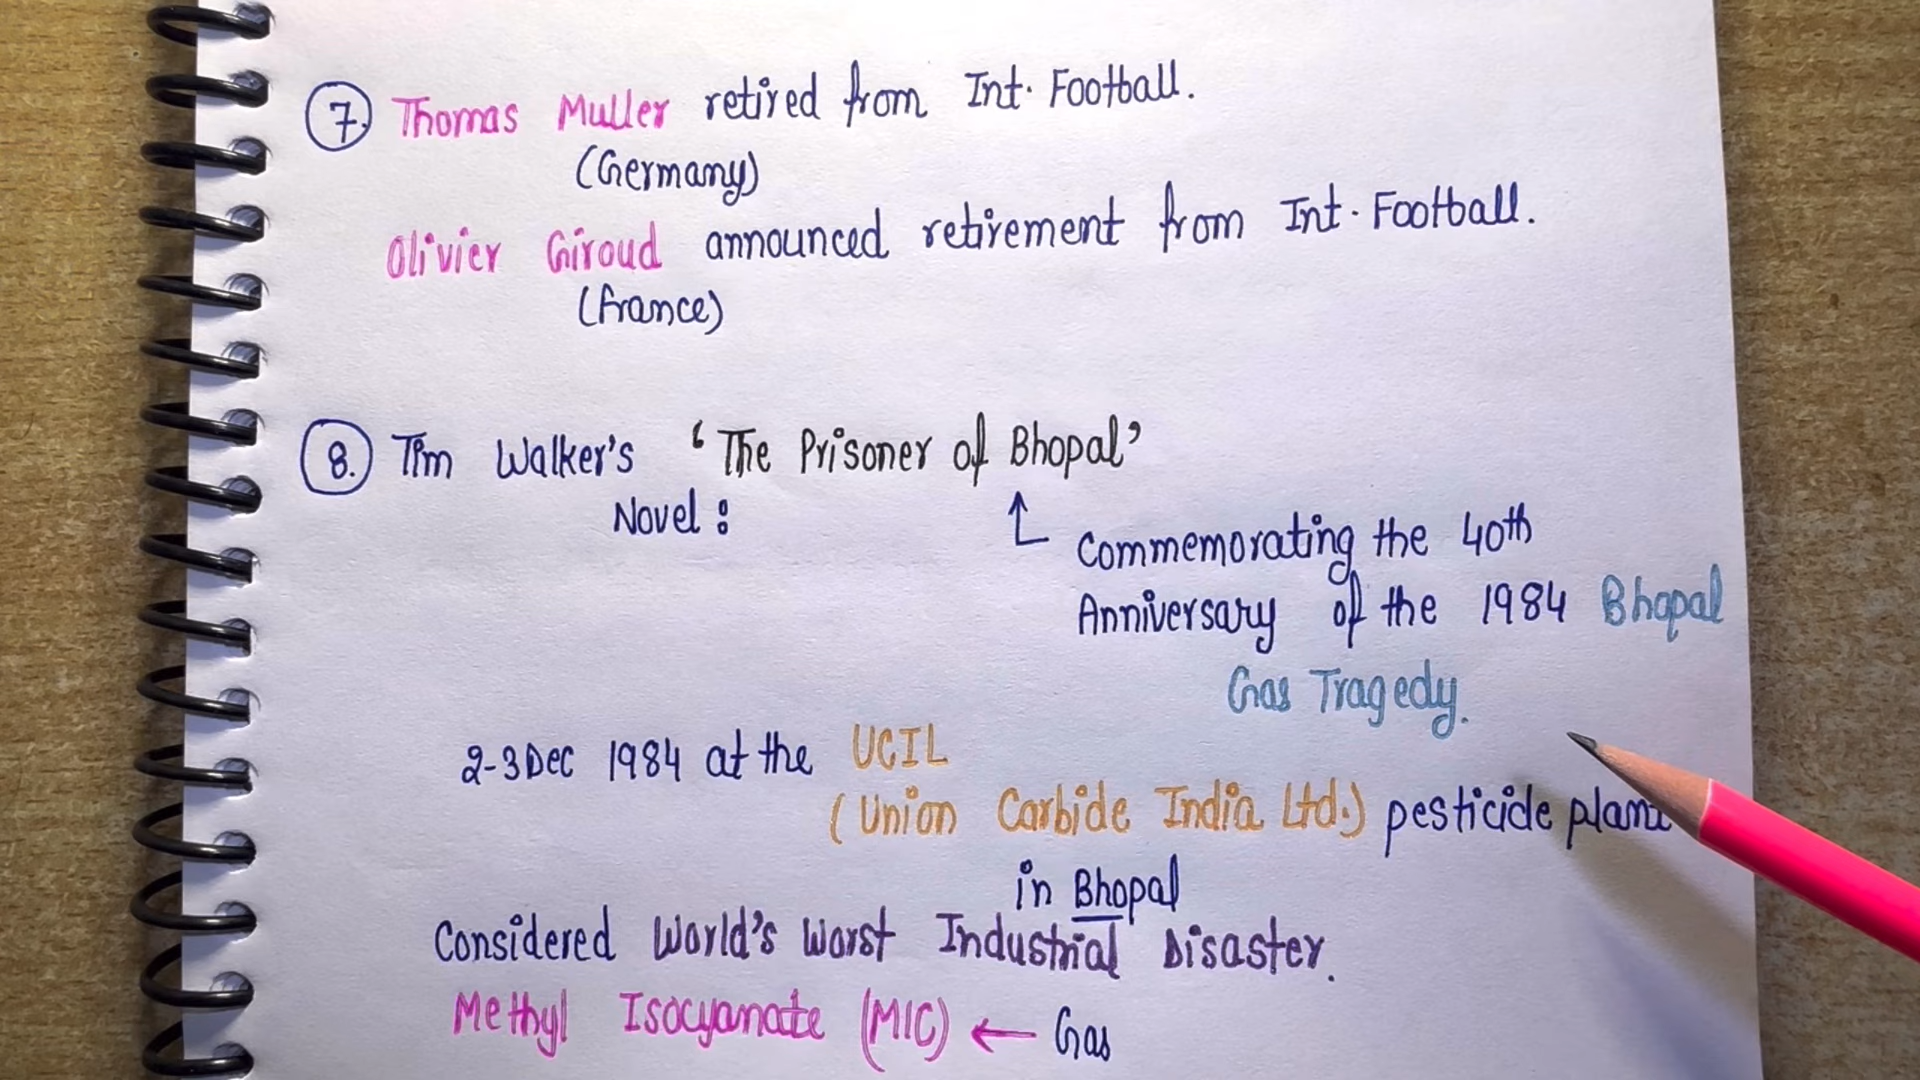 7. Thomas Muller retired from Int. Football.
(Germany)
Olivier Giroud announced retirement from Int. Football.
(France)
8. Tim Walker's 'The Prisoner of Bhopal'
Novel :
Commemorating the 40th
Anniversary of the 1984 Bhopal
Gas Tragedy.
2-3 Dec 1984 at the UCIL
(Union Carbide India Ltd.) pesticide plant
in Bhopal
Considered World's Worst Industrial Disaster.
Methyl Isocyanate (MIC) ← Gas